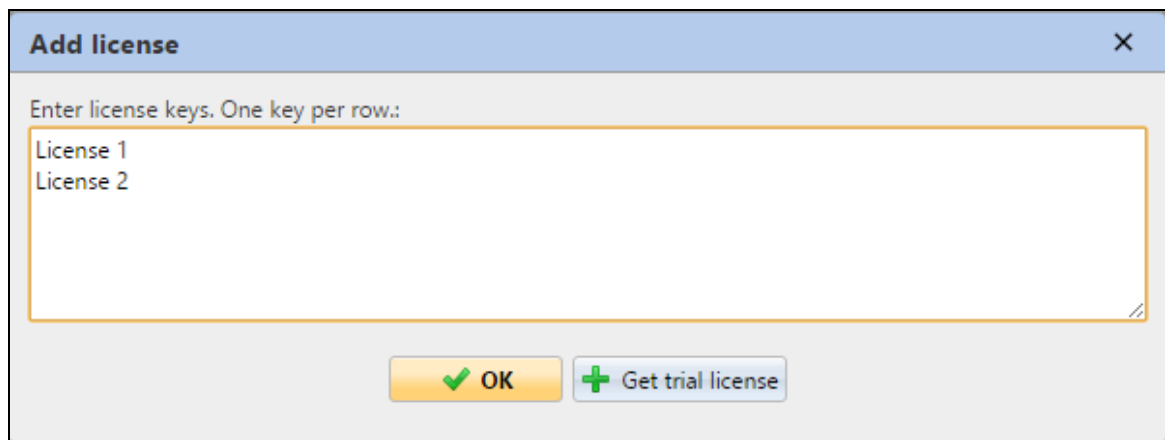 Add license
Enter license keys. One key per row.:
License 1
License 2
OK
Get trial license